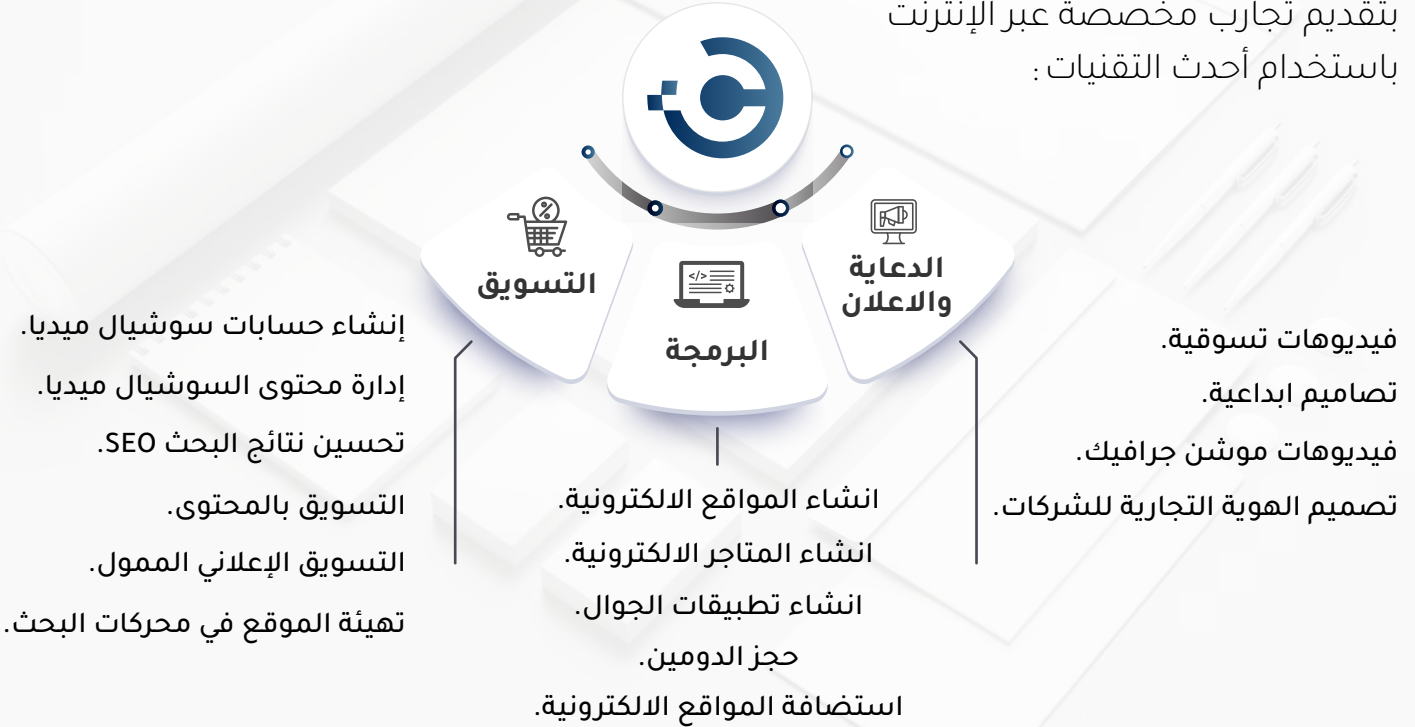 بتقديم تجارب مخصصة عبر الإنترنت
باستخدام أحدث التقنيات :
الدعاية
والاعلان
فيديوهات تسوقية.
تصاميم ابداعية.
فيديوهات موشن جرافيك.
تصميم الهوية التجارية للشركات.
البرمجة
انشاء المواقع الالكترونية.
انشاء المتاجر الالكترونية.
انشاء تطبيقات الجوال.
حجز الدومين.
استضافة المواقع الالكترونية.
التسويق
إنشاء حسابات سوشيال ميديا.
إدارة محتوى السوشيال ميديا.
تحسين نتائج البحث SEO.
التسويق بالمحتوى.
التسويق الإعلاني الممول.
تهيئة الموقع في محركات البحث.